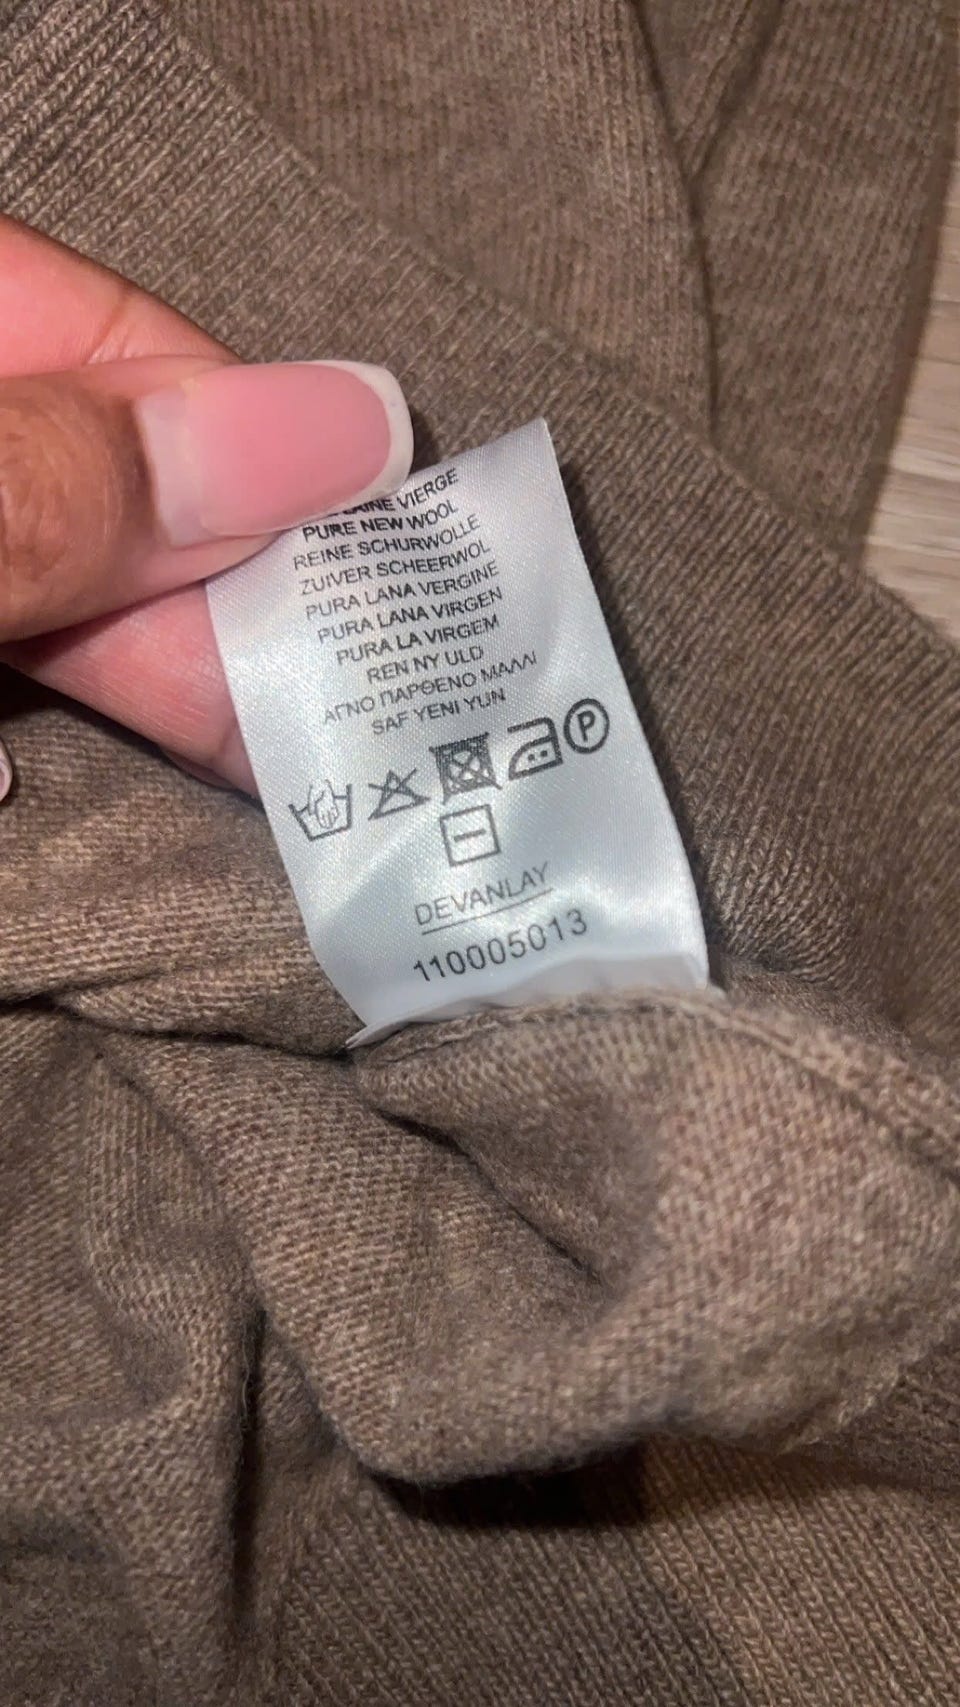 LAINE VIERGE
PURE NEW WOOL
REINE SCHURWOLLE
ZUIVER SCHEERWOL
PURA LANA VERGINE
PURA LANA VIRGEN
PURA LA VIRGEM
REN NY ULD
ΑΓΝΟ ΠΑΡΘΕΝΟ ΜΑΛΛΙ
SAF YENI YUN
P
DEVANLAY
110005013